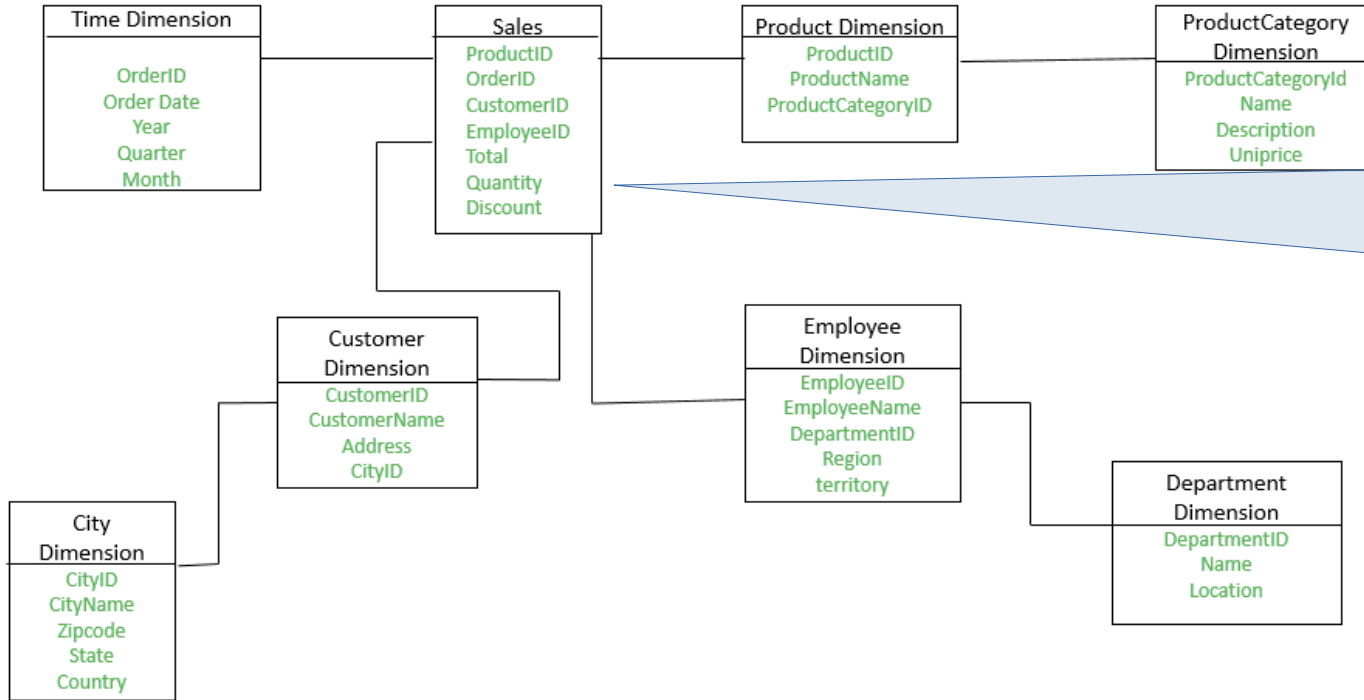 Time Dimension
OrderID
Order Date
Year
Quarter
Month
Sales
ProductID
OrderID
CustomerID
EmployeeID
Total
Quantity
Discount
Product Dimension
ProductID
ProductName
ProductCategoryID
ProductCategory
Dimension
ProductCategoryId
Name
Description
Uniprice
Customer
Dimension
CustomerID
CustomerName
Address
CityID
Employee
Dimension
EmployeeID
EmployeeName
DepartmentID
Region
territory
City
Dimension
CityID
CityName
Zipcode
State
Country
Department
Dimension
DepartmentID
Name
Location